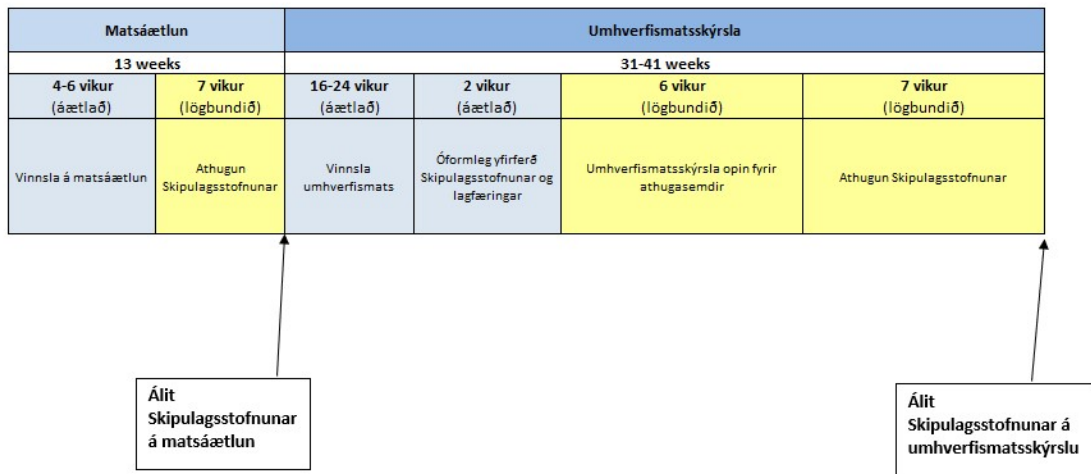 Matsáætlun
Umhverfismatsskýrsla
13 weeks
31-41 weeks
4-6 vikur
(áætlað)
7 vikur
(lögbundið)
16-24 vikur
(áætlað)
2 vikur
(áætlað)
6 vikur
(lögbundið)
7 vikur
(lögbundið)
Vinnsla á matsáætlun
Athugun
Skipulagsstofnunar
Vinnsla
umhverfismats
Óformleg yfirferð
Skipulagsstofnunar og
lagfæringar
Umhverfismatsskýrsla opin fyrir
athugasemdir
Athugun Skipulagsstofnunar
Álit
Skipulagsstofnunar
á matsáætlun
Álit
Skipulagsstofnunar á
umhverfismatsskýrslu